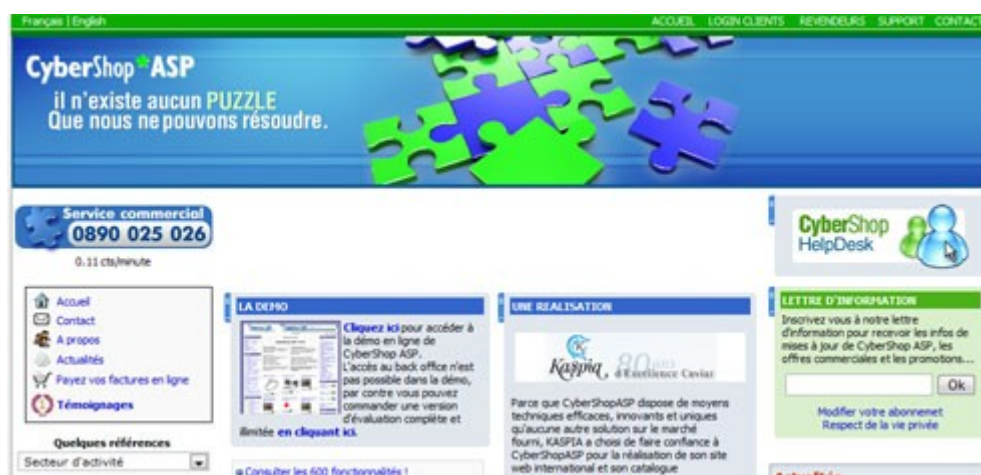 Français | English
ACCUEIL LOGIN CLIENTS REVENDEURS SUPPORT CONTACT
CyberShop*ASP
il n'existe aucun PUZZLE
Que nous ne pouvons résoudre.
Service commercial
0890 025 026
0.11 cts/minute
Accueil
Contact
A propos
Actualités
Payez vos factures en ligne
Témoignages
Quelques références
Secteur d'activité
LA DEMO
Cliquez ici pour accéder à
la démo en ligne de
CyberShop ASP.
L'accès au back office n'est
pas possible dans la démo,
par contre vous pouvez
commander une version
d'évaluation complète et
illimitée en cliquant ici.
Consulter les 600 fonctionnalités !
UNE REALISATION
Kaspia 80 ans
d'Excellence Caviar
Parce que CyberShopASP dispose de moyens
techniques efficaces, innovants et uniques
qu'aucune autre solution sur le marché
fourni, KASPIA a choisi de faire confiance à
CyberShopASP pour la réalisation de son site
web international et son catalogue
CyberShop
HelpDesk
LETTRE D'INFORMATION
Inscrivez vous à notre lettre
d'information pour recevoir les infos de
mises à jour de CyberShop ASP, les
offres commerciales et les promotions...
Ok
Modifier votre abonnemet
Respect de la vie privée
Actualités